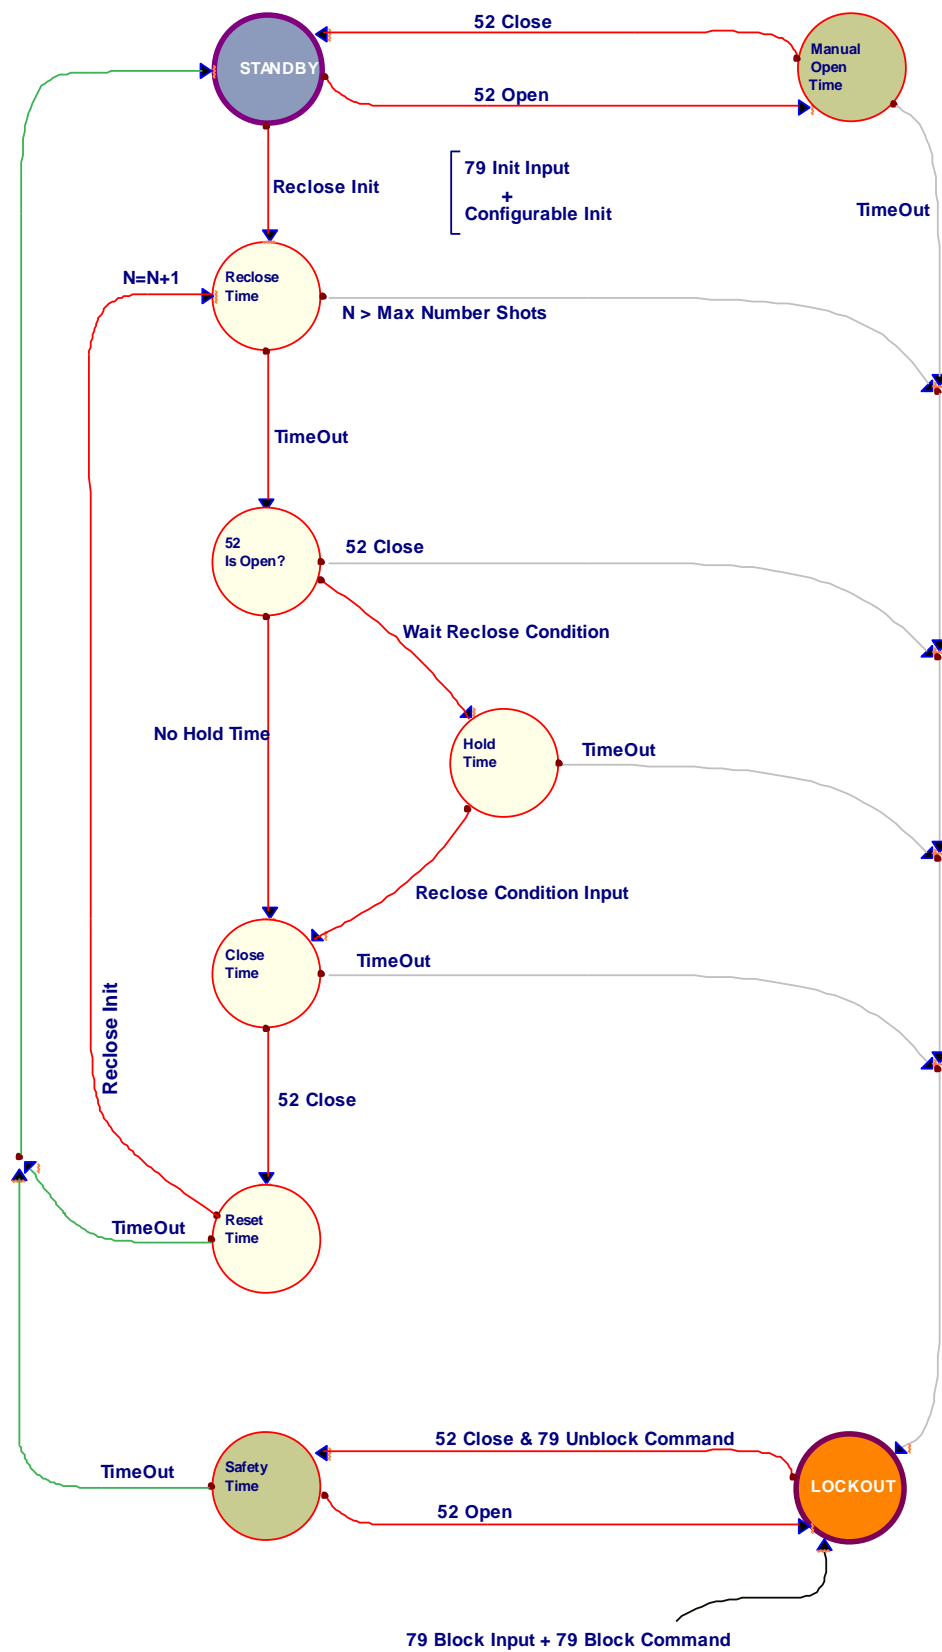 52 Close
STANDBY
Manual
Open
Time
52 Open
79 Init Input
+
Configurable Init
Reclose Init
TimeOut
N=N+1
Reclose
Time
N > Max Number Shots
TimeOut
52
Is Open?
52 Close
Wait Reclose Condition
No Hold Time
Hold
Time
TimeOut
Reclose Condition Input
Close
Time
TimeOut
Reclose Init
52 Close
Reset
Time
TimeOut
52 Close & 79 Unblock Command
Safety
Time
TimeOut
LOCKOUT
52 Open
79 Block Input + 79 Block Command